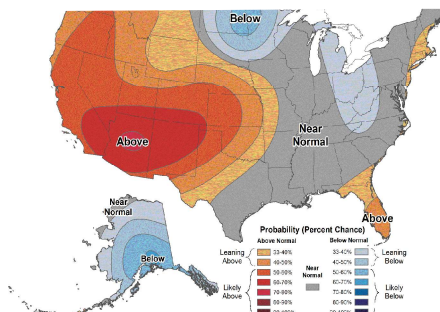 Below
Above
Near
Normal
Near
Normal
Below
Above
Probability (Percent Chance)
Above Normal
Below Normal
Leaning
Above
33-40%
40-50%
50-60%
60-70%
70-80%
80-90%
Likely
Above
Near
Normal
33-40%
40-50%
50-60%
60-70%
70-80%
80-90%
Leaning
Below
Likely
Below